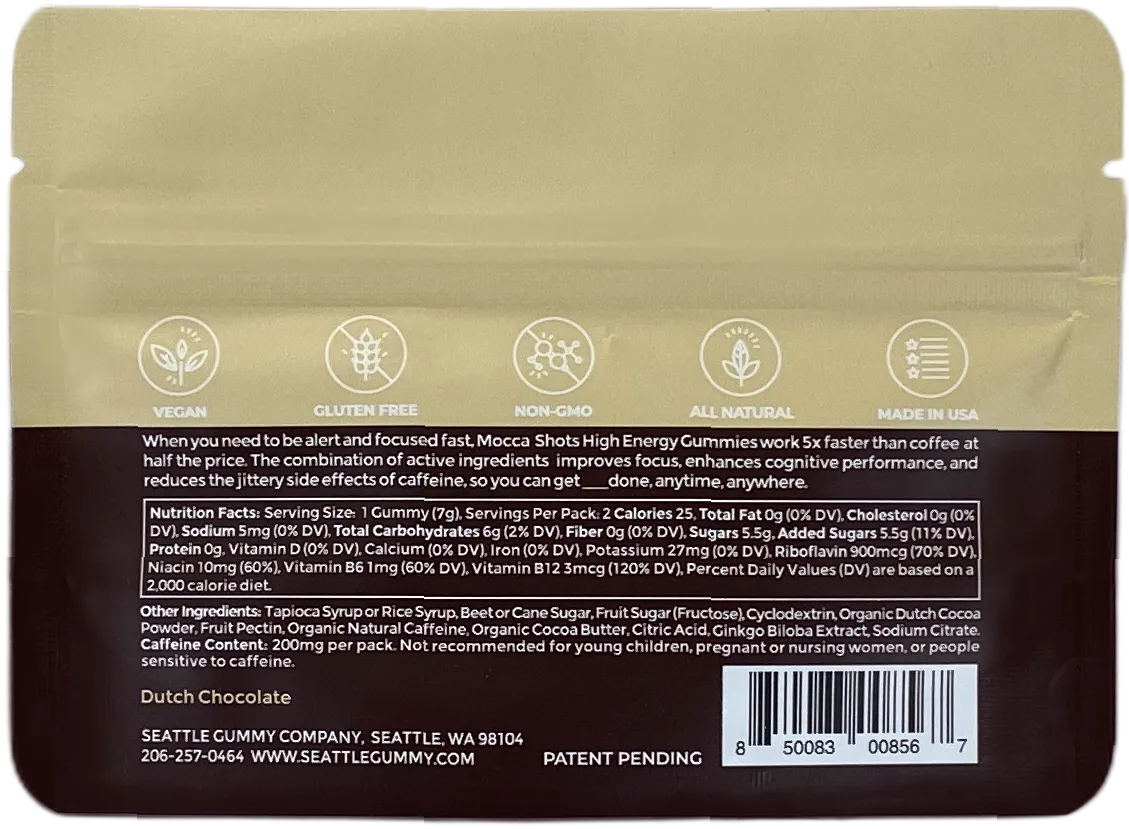 VEGAN
GLUTEN FREE
NON-GMO
ALL NATURAL
MADE IN USA
When you need to be alert and focused fast, Mocca Shots High Energy Gummies work 5x faster than coffee at
half the price. The combination of active ingredients improves focus, enhances cognitive performance, and
reduces the jittery side effects of caffeine, so you can get ___done, anytime, anywhere.
Nutrition Facts: Serving Size: 1 Gummy (7g), Servings Per Pack: 2 Calories 25, Total Fat 0g (0% DV), Cholesterol 0g (0%
DV), Sodium 5mg (0% DV), Total Carbohydrates 6g (2% DV), Fiber 0g (0% DV), Sugars 5.5g, Added Sugars 5.5g (11% DV),
Protein 0g, Vitamin D (0% DV), Calcium (0% DV), Iron (0% DV), Potassium 27mg (0% DV), Riboflavin 900mcg (70% DV),
Niacin 10mg (60%), Vitamin B6 1mg (60% DV), Vitamin B12 3mcg (120% DV), Percent Daily Values (DV) are based on a
2,000 calorie diet.
Other Ingredients: Tapioca Syrup or Rice Syrup, Beet or Cane Sugar, Fruit Sugar (Fructose), Cyclodextrin, Organic Dutch Cocoa
Powder, Fruit Pectin, Organic Natural Caffeine, Organic Cocoa Butter, Citric Acid, Ginkgo Biloba Extract, Sodium Citrate.
Caffeine Content: 200mg per pack. Not recommended for young children, pregnant or nursing women, or people
sensitive to caffeine.
Dutch Chocolate
SEATTLE GUMMY COMPANY, SEATTLE, WA 98104
206-257-0464 WWW.SEATTLEGUMMY.COM
PATENT PENDING
8 50083 00856 7